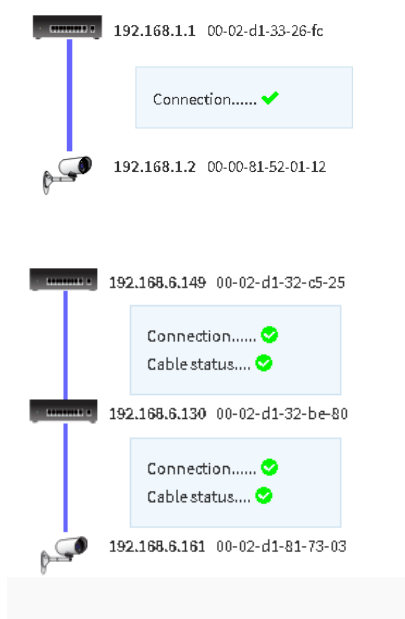 192.168.1.1 00-02-d1-33-26-fc
Connection......
192.168.1.2 00-00-81-52-01-12
192.168.6.149 00-02-d1-32-c5-25
Connection......
Cable status....
192.168.6.130 00-02-d1-32-be-80
Connection......
Cable status....
192.168.6.161 00-02-d1-81-73-03